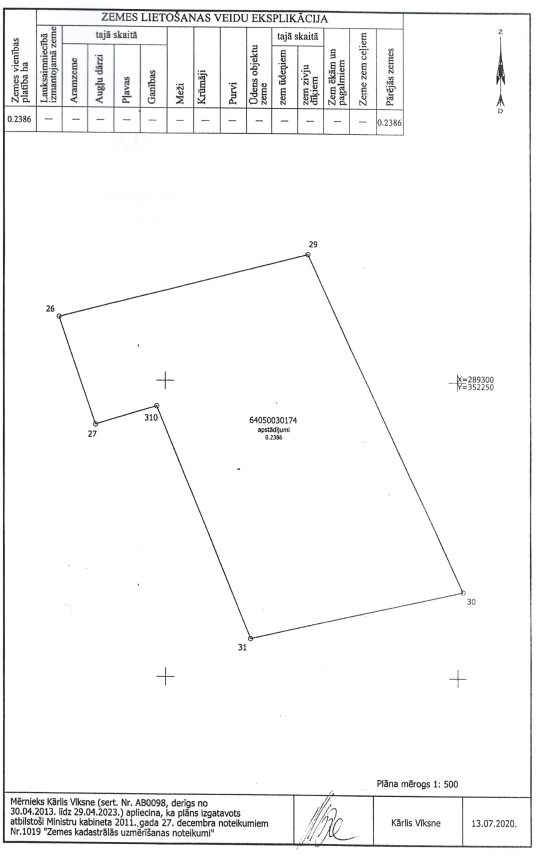 ZEMES LIETOŠANAS VEIDU EKSPLIKĀCIJA
Zemes vienības
platība ha
Lauksaimniecībā
izmantojamā zeme
tajā skaitā
Aramzeme
Augļu dārzi
Pļavas
Ganības
Meži
Krūmāji
Purvi
Ūdens objektu
zeme
tajā skaitā
zem ūdeņiem
zem zivju
dīķiem
Zem ēkām un
pagalmiem
Zeme zem ceļiem
Pārējās zemes
0.2386 — — — — — — — — — — — — — 0.2386
Z
D
29
26
X=289300
Y=352250
310
27
64050030174
apstādījumi
0.2386
30
31
Plāna mērogs 1: 500
Mērnieks Kārlis Vīksne (sert. Nr. AB0098, derīgs no
30.04.2013. līdz 29.04.2023.) apliecina, ka plāns izgatavots
atbilstoši Ministru kabineta 2011. gada 27. decembra noteikumiem
Nr.1019 "Zemes kadastrālās uzmērīšanas noteikumi"
Kārlis Vīksne
13.07.2020.